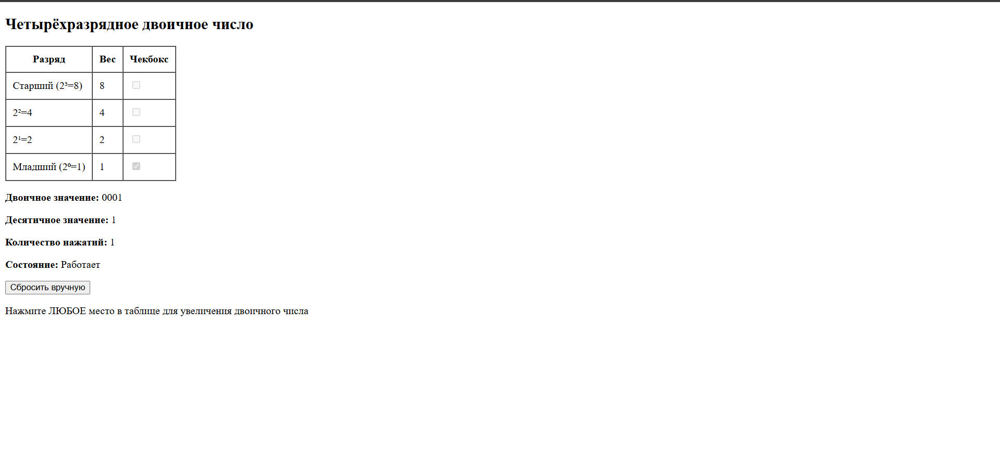 Четырёхразрядное двоичное число
Разряд Вес Чекбокс
Старший (2³=8) 8
2²=4 4
2¹=2 2
Младший (2⁰=1) 1
Двоичное значение: 0001
Десятичное значение: 1
Количество нажатий: 1
Состояние: Работает
Сбросить вручную
Нажмите ЛЮБОЕ место в таблице для увеличения двоичного числа